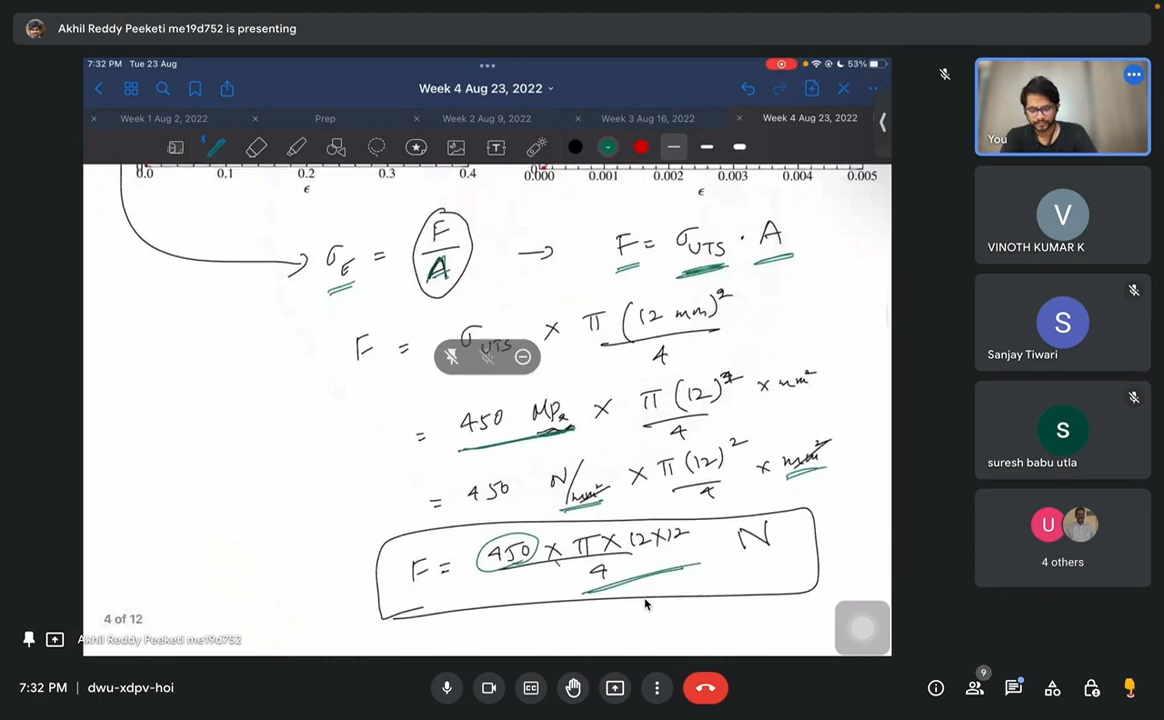 Akhil Reddy Peeketi me19d752 is presenting
7:32 PM Tue 23 Aug
53%
Week 4 Aug 23, 2022
Week 1 Aug 2, 2022
Prep
Week 2 Aug 9, 2022
Week 3 Aug 16, 2022
Week 4 Aug 23, 2022
0.0 0.1 0.2 0.3 0.4 0.000 0.001 0.002 0.003 0.004 0.005
ϵ ϵ
σ_E = F/A → F = σ_UTS · A
F = σ_UTS × π (12 mm)²/4
= 450 MPa × π (12)²/4 × mm²
= 450 N/mm² × π (12)²/4 × mm²
F = 450 × π × 12×12/4 N
4 of 12
Akhil Reddy Peeketi me19d752
You
V
VINOTH KUMAR K
S
Sanjay Tiwari
S
suresh babu utla
U
4 others
7:32 PM | dwu-xdpv-hoi
9